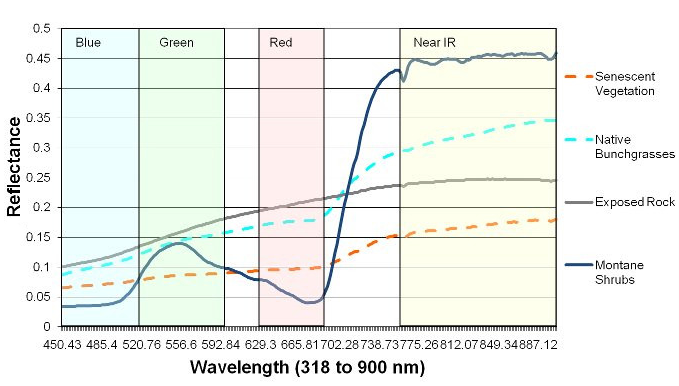 0.5
0.45
0.4
0.35
0.3
0.25
0.2
0.15
0.1
0.05
0
Reflectance
Blue
Green
Red
Near IR
Senescent
Vegetation
Native
Bunchgrasses
Exposed Rock
Montane
Shrubs
450.43 485.4 520.76 556.6 592.84 629.3 665.81 702.28 738.73 775.26 812.07 849.34 887.12
Wavelength (318 to 900 nm)